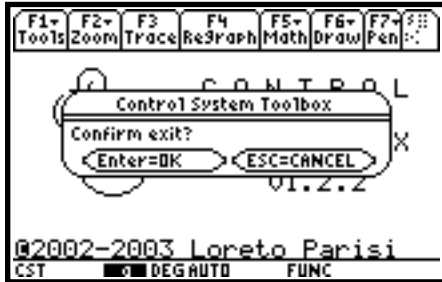 F1▾ F2▾ F3 F4 F5▾ F6▾ F7▾
Tools Zoom Trace ReGraph Math Draw Pen
C O N T R O L
Control System Toolbox
Confirm exit?
Enter=OK ESC=CANCEL
X
V1.2.2
@2002-2003 Loreto Parisi
CST DEG AUTO FUNC